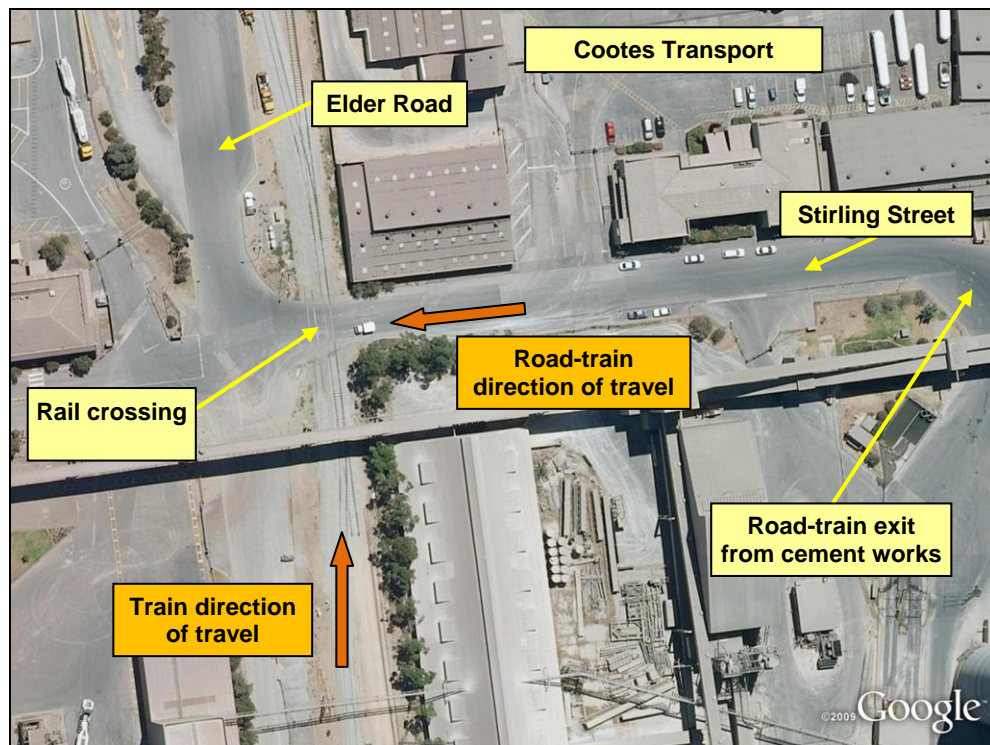 Cootes Transport
Elder Road
Stirling Street
Road-train
direction of travel
Rail crossing
Road-train exit
from cement works
Train direction
of travel
©2009 Google